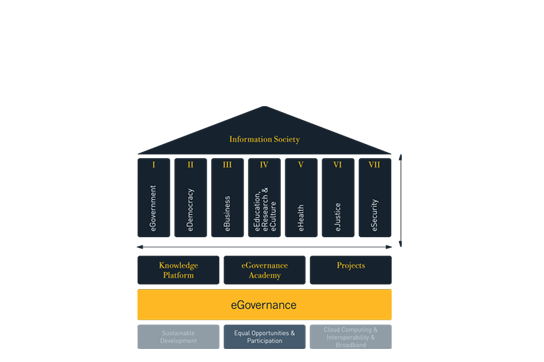 Information Society
I II III IV V VI VII
eGovernment
eDemocracy
eBusiness
eEducation,
eResearch &
eCulture
eHealth
eJustice
eSecurity
Knowledge
Platform
eGovernance
Academy
Projects
eGovernance
Sustainable
Development
Equal Opportunities &
Participation
Cloud Computing &
Interoperability &
Broadband